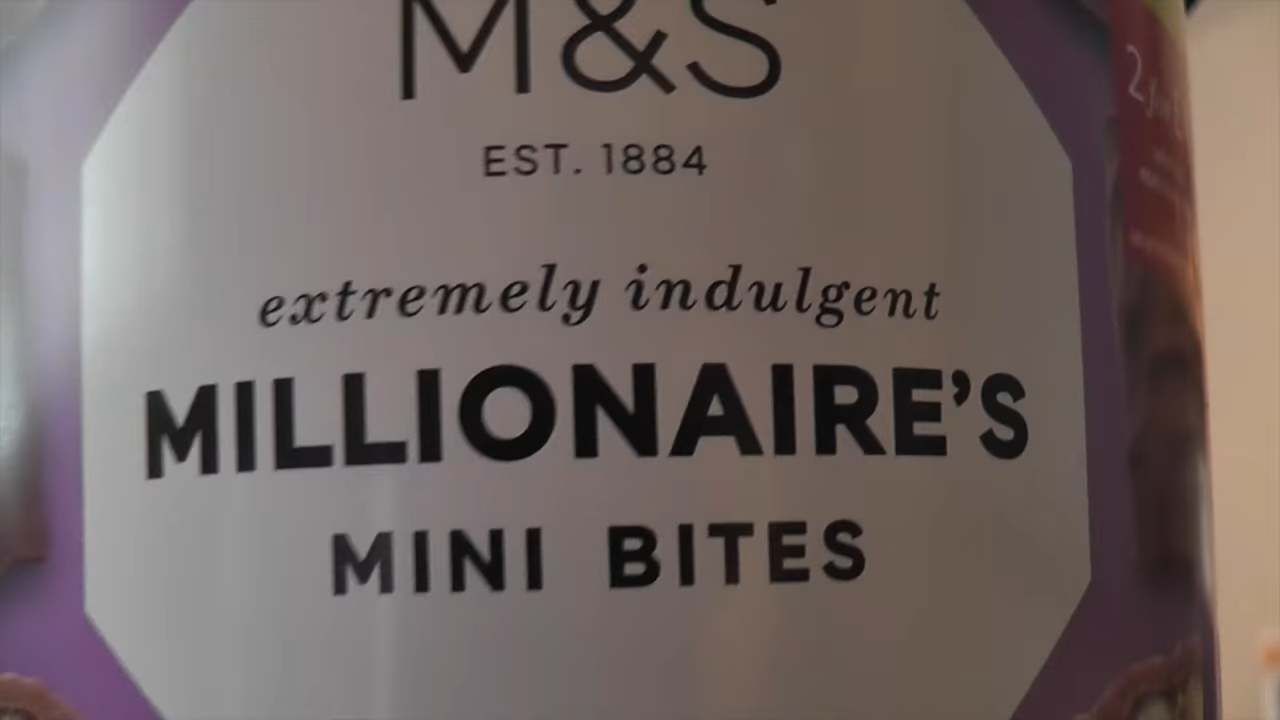 M&S
EST. 1884
extremely indulgent
MILLIONAIRE'S
MINI BITES